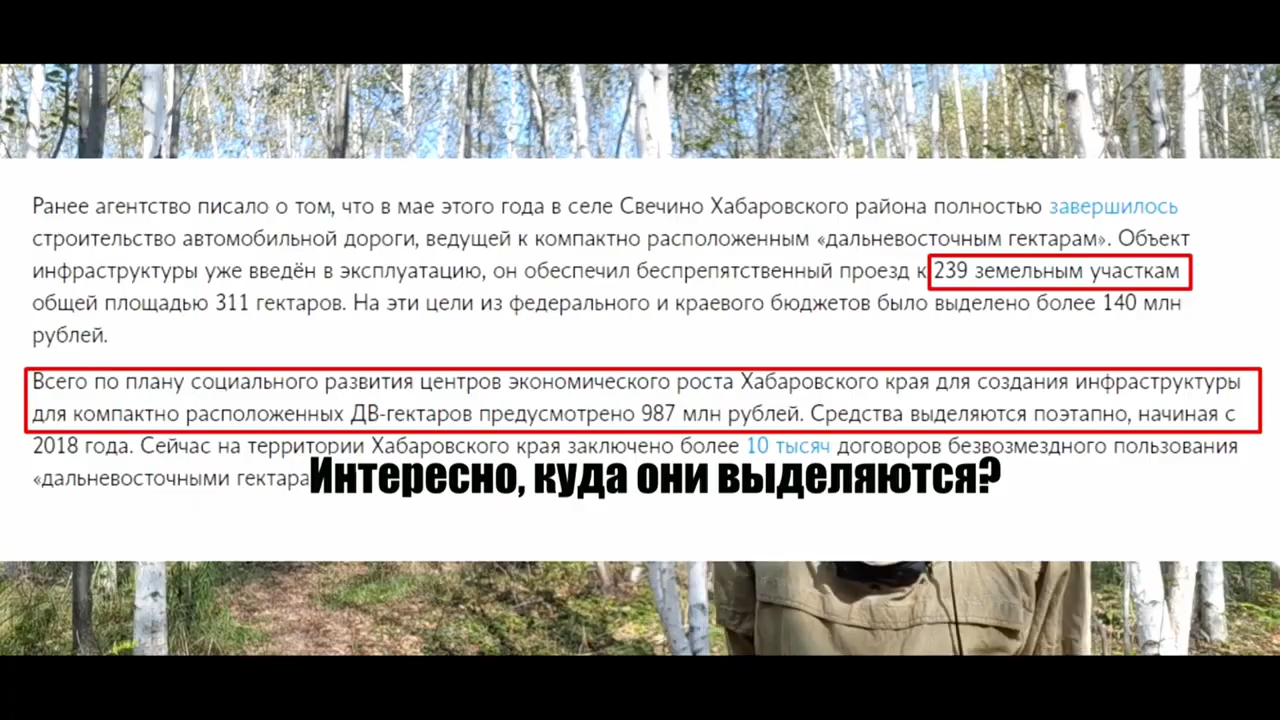 Ранее агентство писало о том, что в мае этого года в селе Свечино Хабаровского района полностью завершилось
строительство автомобильной дороги, ведущей к компактно расположенным «дальневосточным гектарам». Объект
инфраструктуры уже введён в эксплуатацию, он обеспечил беспрепятственный проезд к 239 земельным участкам
общей площадью 311 гектаров. На эти цели из федерального и краевого бюджетов было выделено более 140 млн
рублей.
Всего по плану социального развития центров экономического роста Хабаровского края для создания инфраструктуры
для компактно расположенных ДВ-гектаров предусмотрено 987 млн рублей. Средства выделяются поэтапно, начиная с
2018 года. Сейчас на территории Хабаровского края заключено более 10 тысяч договоров безвозмездного пользования
«дальневосточными гектара
Интересно, куда они выделяются?